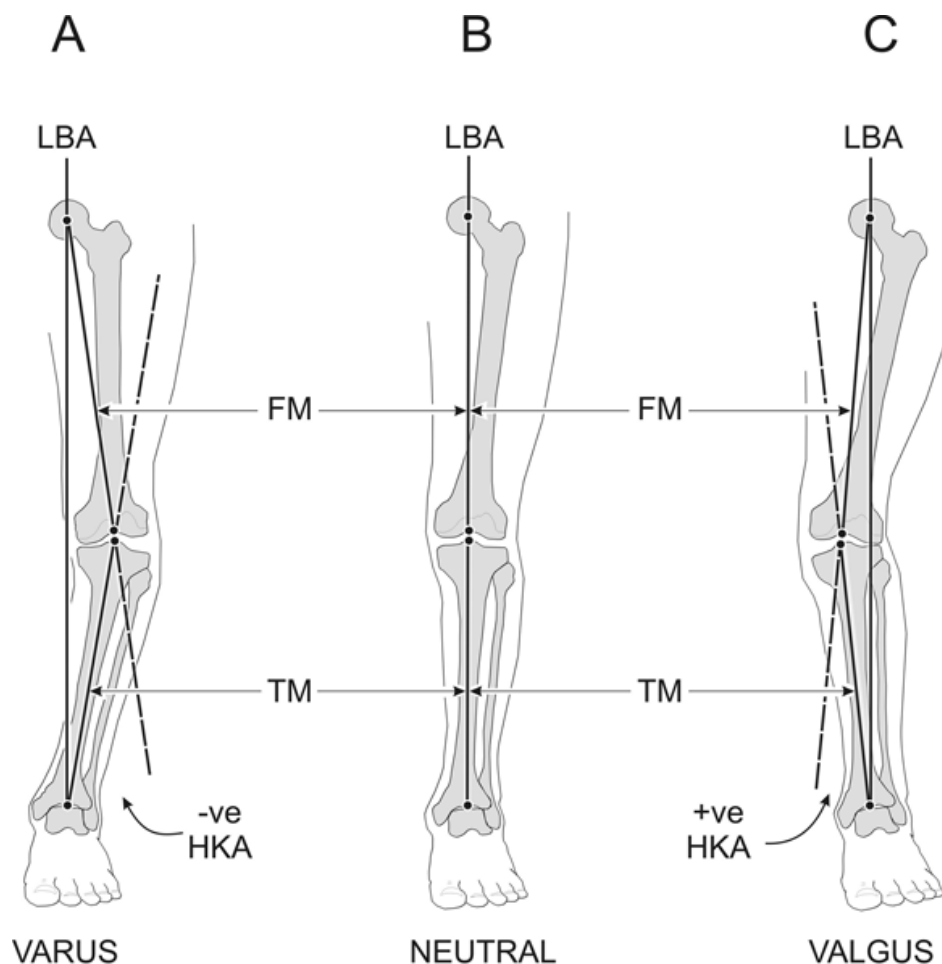 A
B
C
LBA
LBA
LBA
FM
FM
TM
TM
-ve
HKA
+ve
HKA
VARUS
NEUTRAL
VALGUS